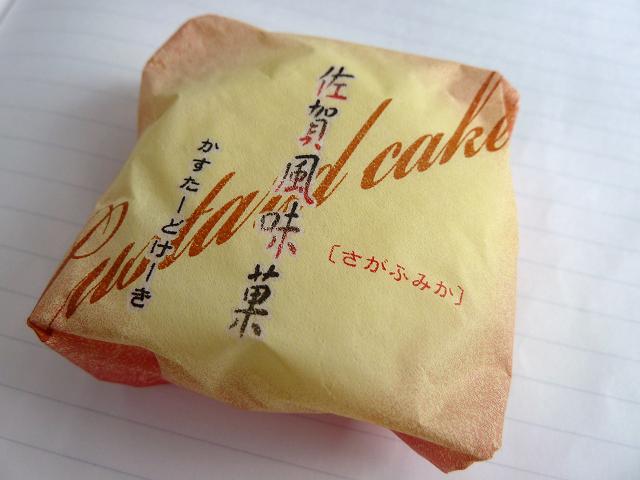 佐賀風味菓
[さがふみか]
かすたーどけーき
Custard cake